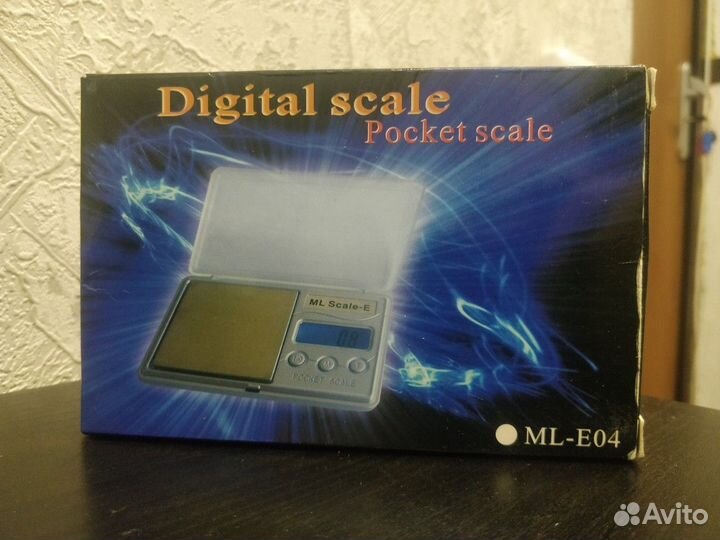 Digital scale
Pocket scale
ML Scale-E
POCKET SCALE
ML-E04
Avito